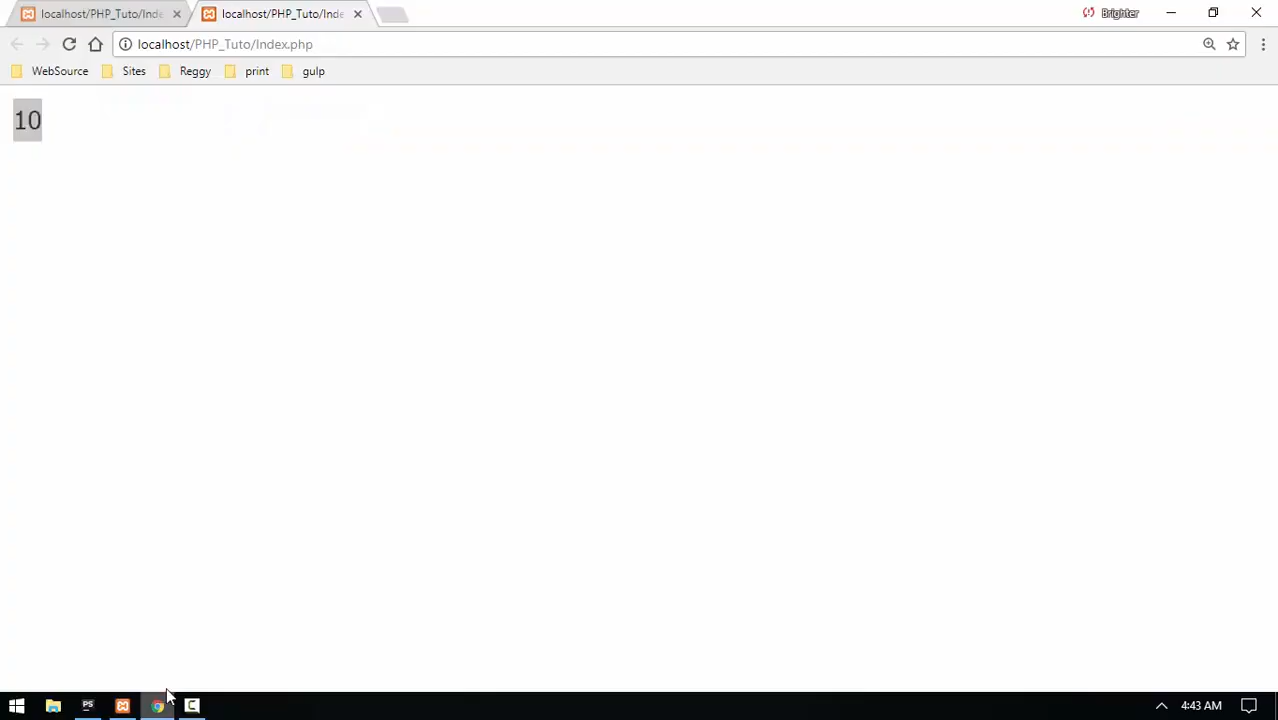 localhost/PHP_Tuto/Inde localhost/PHP_Tuto/Inde Brighter
localhost/PHP_Tuto/Index.php
WebSource Sites Reggy print gulp
10
PS C 4:43 AM